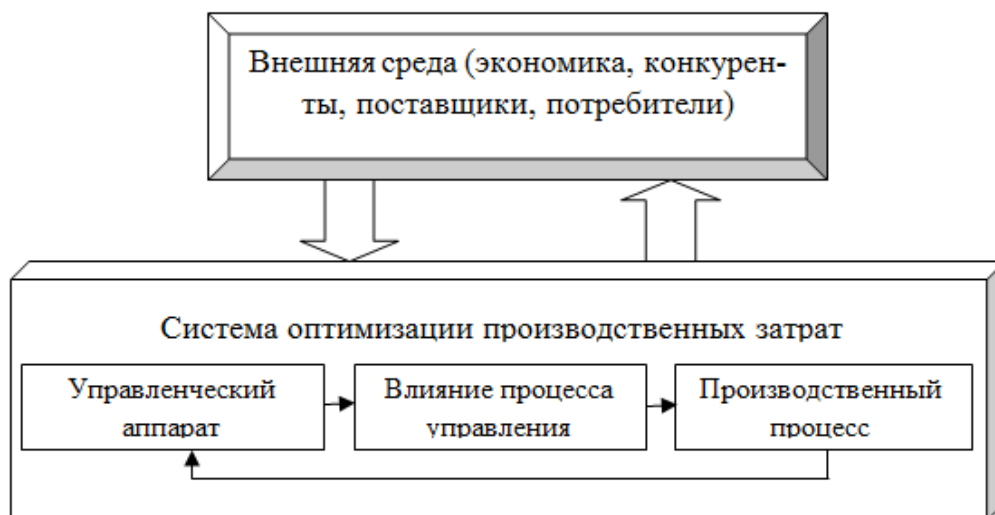 Внешняя среда (экономика, конкурен-
ты, поставщики, потребители)
Система оптимизации производственных затрат
Управленческий
аппарат
Влияние процесса
управления
Производственный
процесс